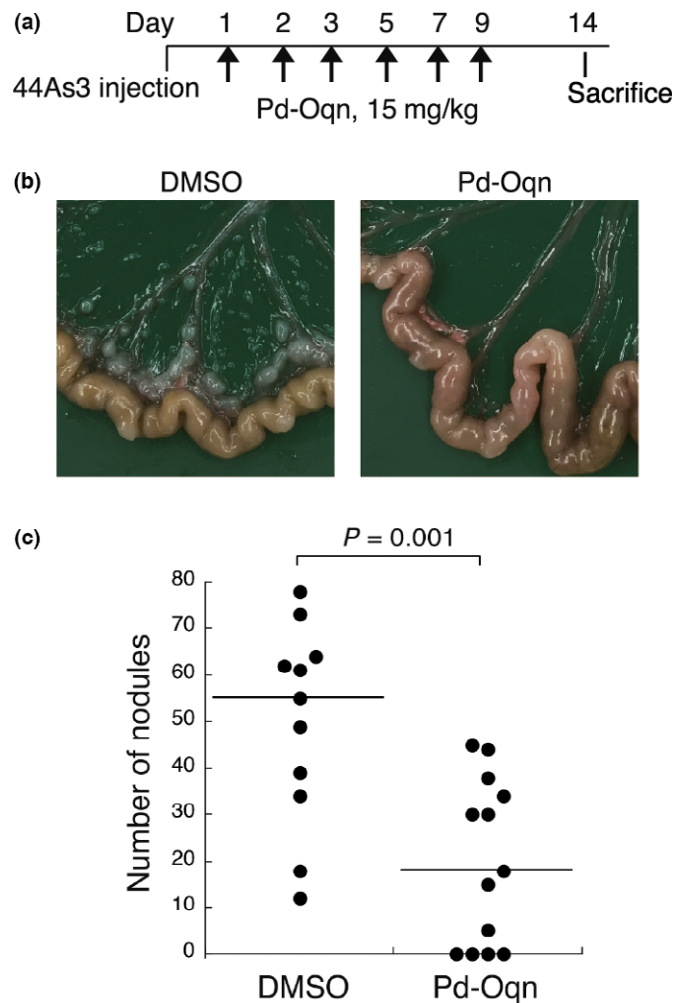 (a)
Day 1 2 3 5 7 9 14
44As3 injection
Pd-Oqn, 15 mg/kg
Sacrifice
(b)
DMSO Pd-Oqn
(c)
P = 0.001
80
70
60
50
40
30
20
10
0
Number of nodules
DMSO Pd-Oqn